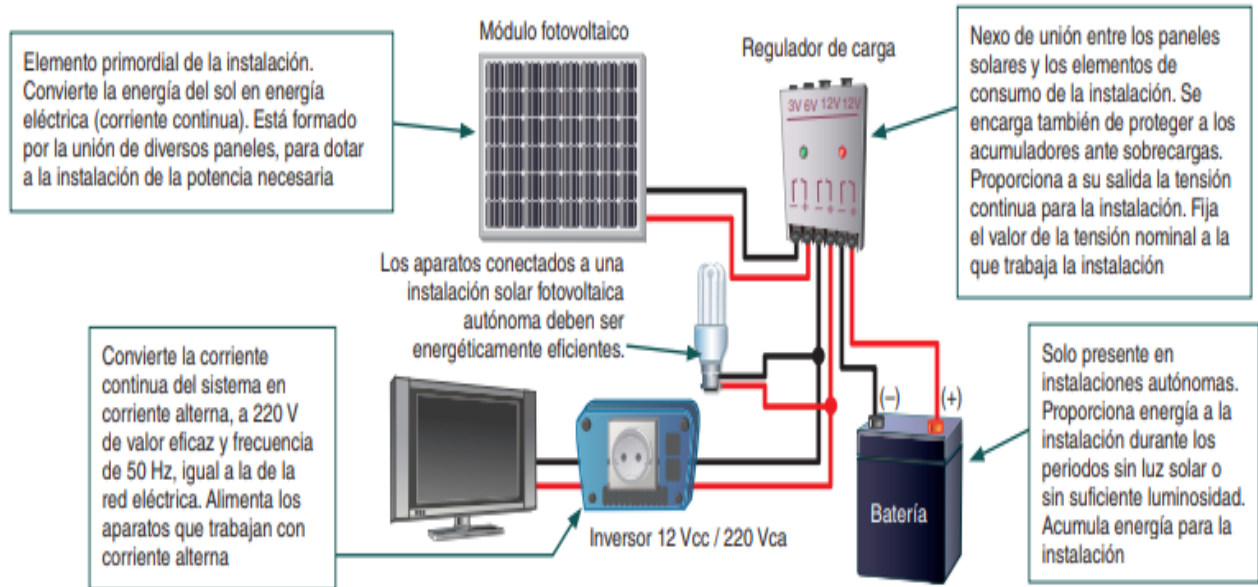 Elemento primordial de la instalación.
Convierte la energía del sol en energía
eléctrica (corriente continua). Está formado
por la unión de diversos paneles, para dotar
a la instalación de la potencia necesaria
Módulo fotovoltaico
Regulador de carga
3V 6V 12V 12V
Nexo de unión entre los paneles
solares y los elementos de
consumo de la instalación. Se
encarga también de proteger a los
acumuladores ante sobrecargas.
Proporciona a su salida la tensión
continua para la instalación. Fija
el valor de la tensión nominal a la
que trabaja la instalación
Los aparatos conectados a una
instalación solar fotovoltaica
autónoma deben ser
energéticamente eficientes.
Convierte la corriente
continua del sistema en
corriente alterna, a 220 V
de valor eficaz y frecuencia
de 50 Hz, igual a la de la
red eléctrica. Alimenta los
aparatos que trabajan con
corriente alterna
Inversor 12 Vcc / 220 Vca
(–) (+)
Batería
Solo presente en
instalaciones autónomas.
Proporciona energía a la
instalación durante los
periodos sin luz solar o
sin suficiente luminosidad.
Acumula energía para la
instalación